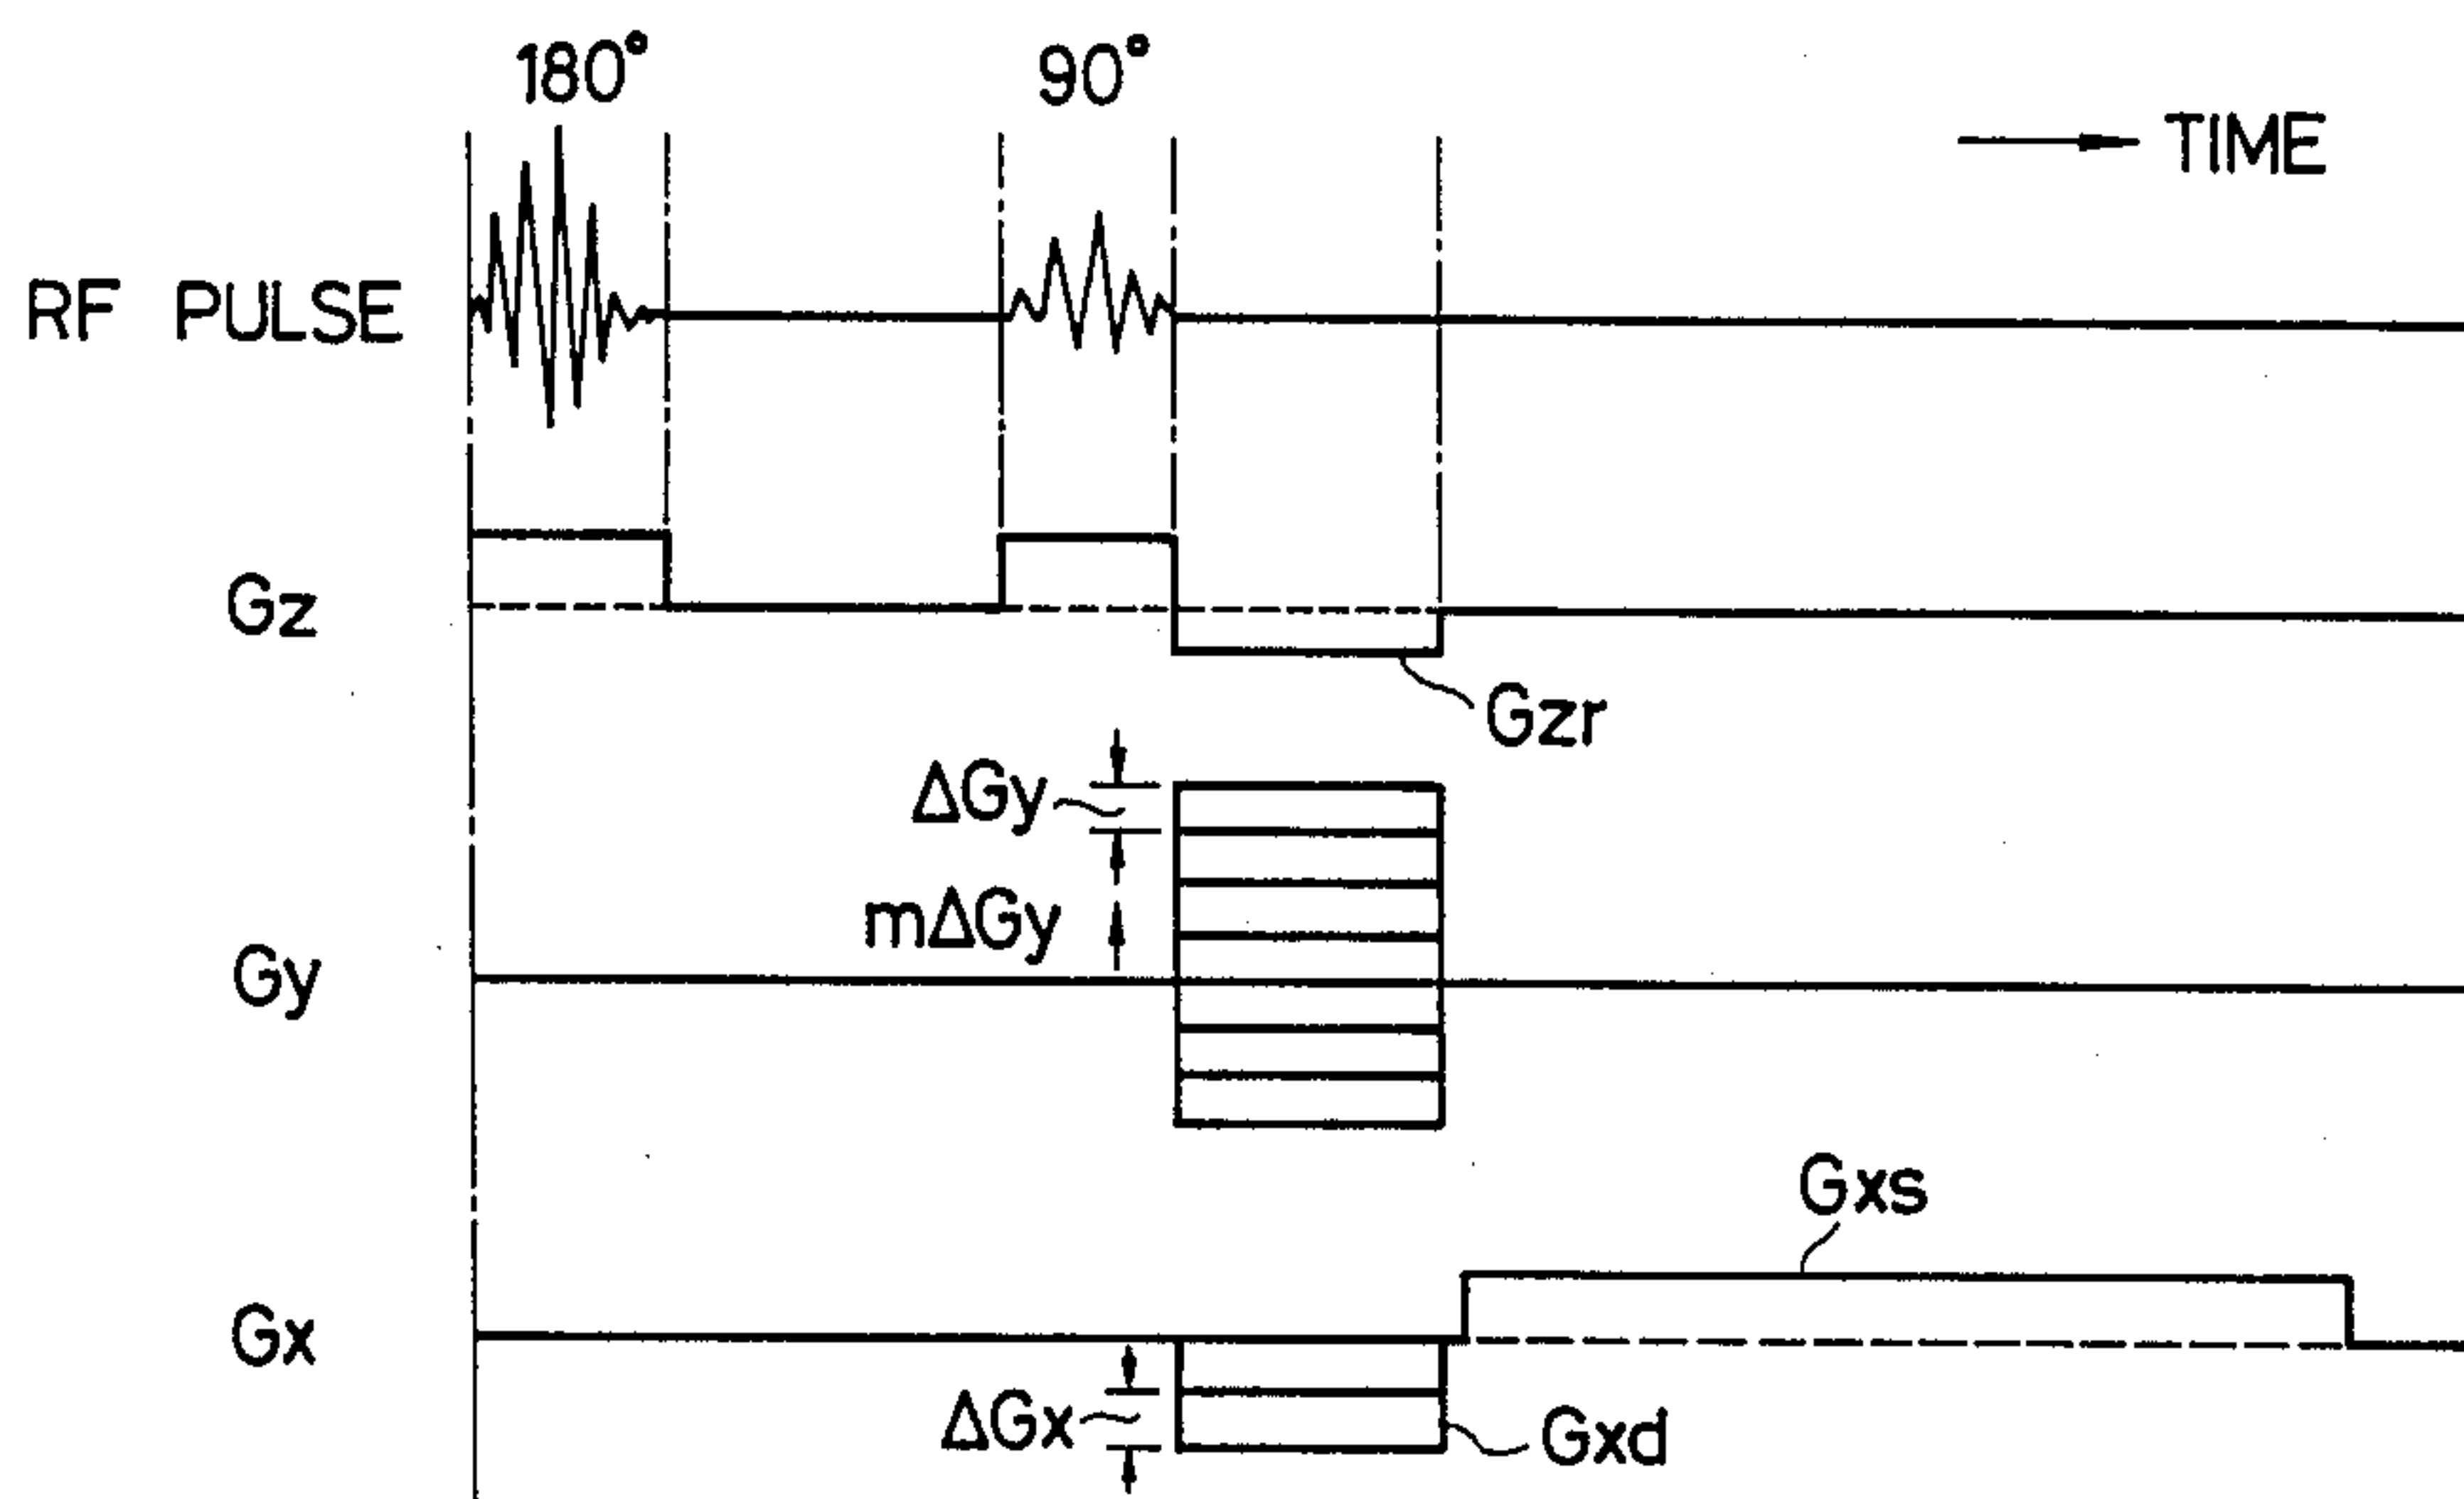 180° 90°
TIME
RF PULSE
Gz
Gzr
ΔGy
mΔGy
Gy
Gxs
Gx
ΔGx
Gxd